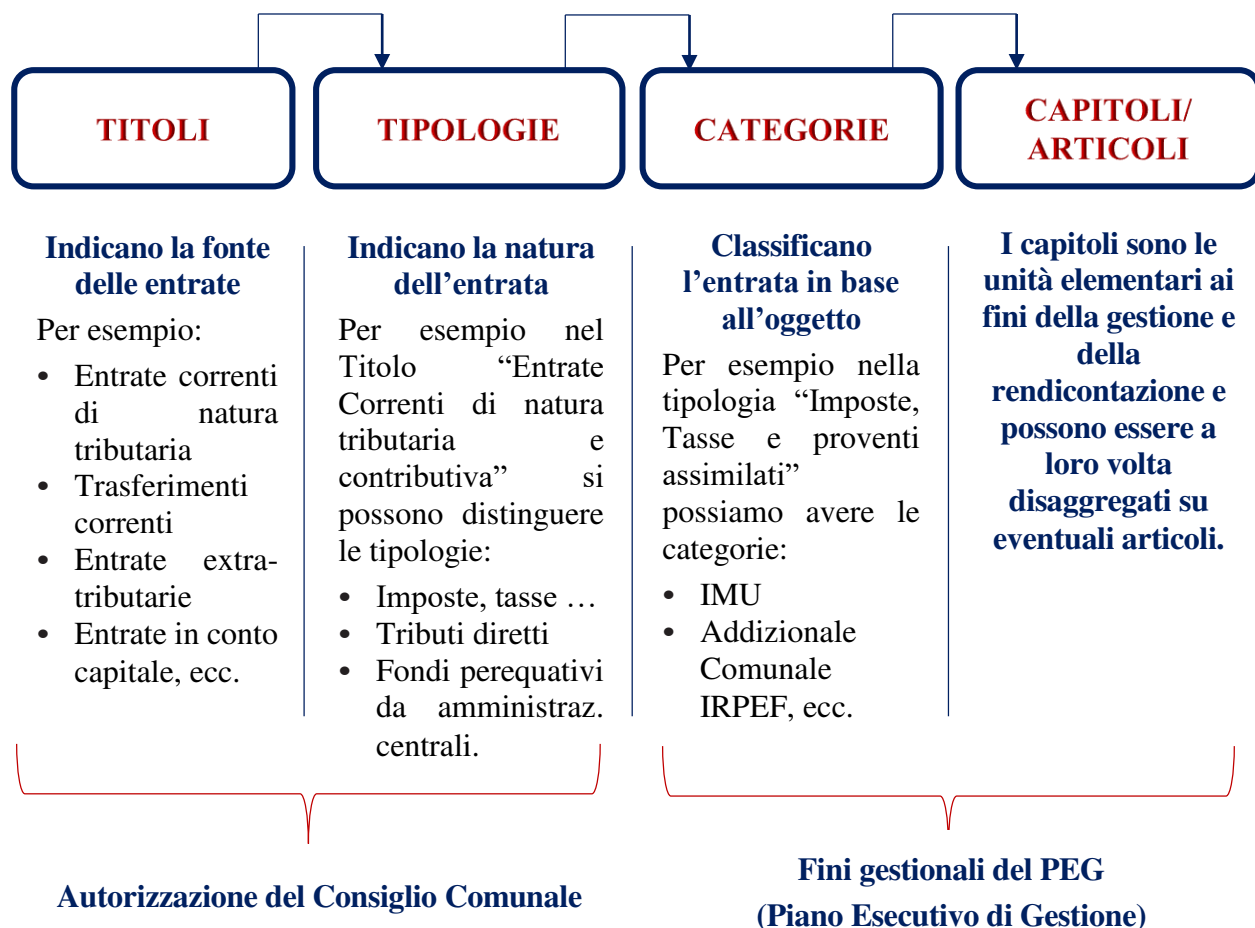 TITOLI
TIPOLOGIE
CATEGORIE
CAPITOLI/
ARTICOLI
Indicano la fonte
delle entrate
Per esempio:
• Entrate correnti
di natura
tributaria
• Trasferimenti
correnti
• Entrate extra-
tributarie
• Entrate in conto
capitale, ecc.
Indicano la natura
dell’entrata
Per esempio nel
Titolo “Entrate
Correnti di natura
tributaria e
contributiva” si
possono distinguere
le tipologie:
• Imposte, tasse …
• Tributi diretti
• Fondi perequativi
da amministraz.
centrali.
Classificano
l’entrata in base
all’oggetto
Per esempio nella
tipologia “Imposte,
Tasse e proventi
assimilati”
possiamo avere le
categorie:
• IMU
• Addizionale
Comunale
IRPEF, ecc.
I capitoli sono le
unità elementari ai
fini della gestione e
della
rendicontazione e
possono essere a
loro volta
disaggregati su
eventuali articoli.
Autorizzazione del Consiglio Comunale
Fini gestionali del PEG
(Piano Esecutivo di Gestione)